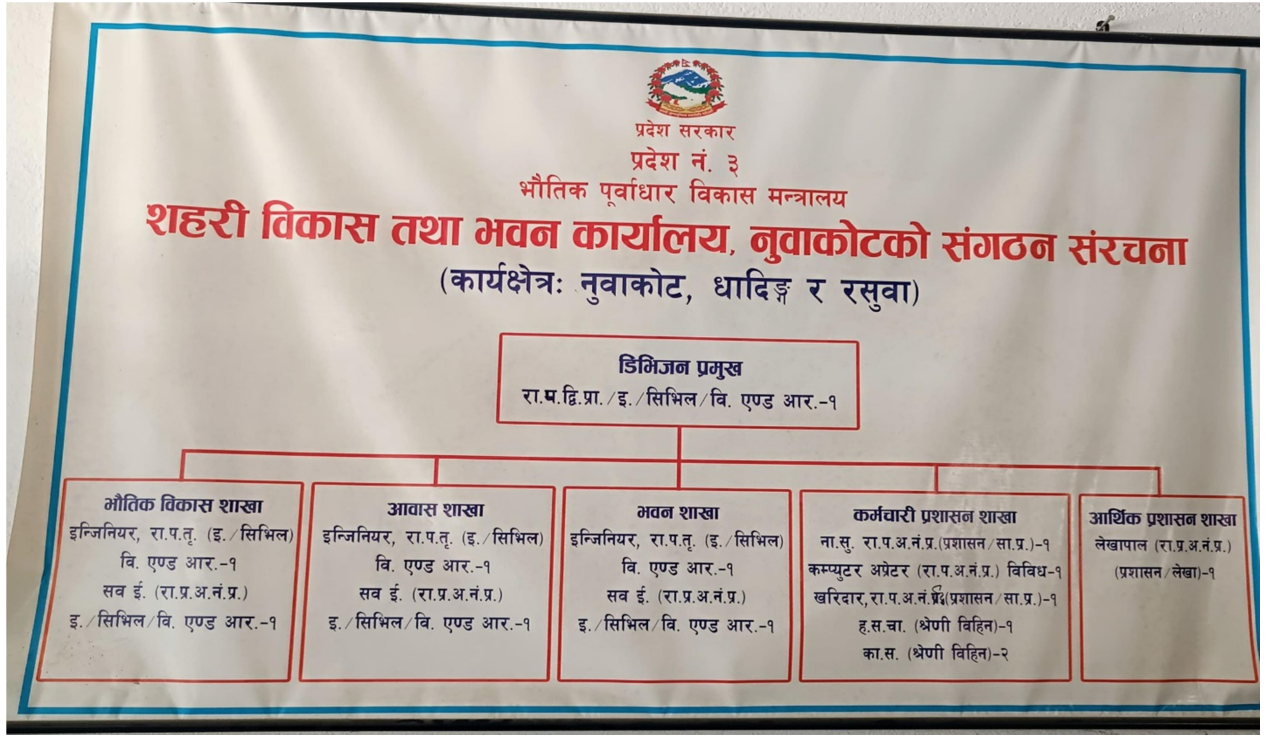 प्रदेश सरकार
प्रदेश नं. ३
भौतिक पूर्वाधार विकास मन्त्रालय
शहरी विकास तथा भवन कार्यालय, नुवाकोटको संगठन संरचना
(कार्यक्षेत्रः नुवाकोट, धादिङ्ग र रसुवा)
डिभिजन प्रमुख
रा.प.द्वि.प्रा./इ./सिभिल/वि. एण्ड आर.-१
भौतिक विकास शाखा
इन्जिनियर, रा.प.तृ. (इ./सिभिल)
वि. एण्ड आर.-१
सव ई. (रा.प्र.अ.नं.प्र.)
इ./सिभिल/वि. एण्ड आर.-१
आवास शाखा
इन्जिनियर, रा.प.तृ. (इ./सिभिल)
वि. एण्ड आर.-१
सव ई. (रा.प्र.अ.नं.प्र.)
इ./सिभिल/वि. एण्ड आर.-१
भवन शाखा
इन्जिनियर, रा.प.तृ. (इ./सिभिल)
वि. एण्ड आर.-१
सव ई. (रा.प्र.अ.नं.प्र.)
इ./सिभिल/वि. एण्ड आर.-१
कर्मचारी प्रशासन शाखा
ना.सु. रा.प.अ.नं.प्र.(प्रशासन/सा.प्र.)-१
कम्प्युटर अप्रेटर (रा.प.अ.नं.प्र.) विविध-१
खरिदार, (प्रशासन/सा.प्र.)-१
ह.स.चा. (श्रेणी विहिन)-१
का.स. (श्रेणी विहिन)-२
आर्थिक प्रशासन शाखा
लेखापाल (रा.प्र.अ.नं.प्र.)
(प्रशासन/लेखा)-१